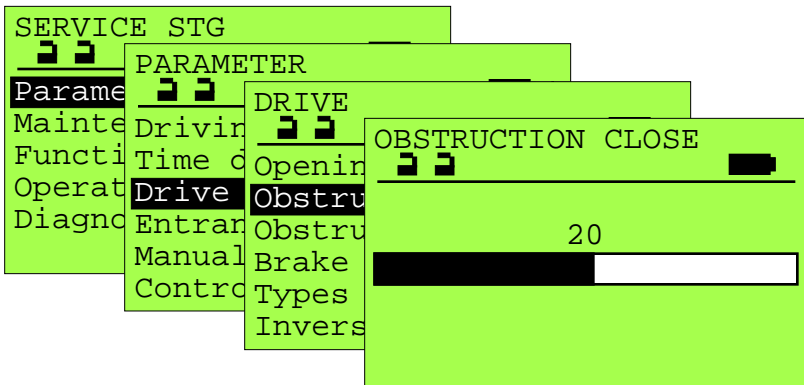 SERVICE STG
Parame
Mainte
Functi
Operat
Diagno
PARAMETER
Drivin
Time d
Drive
Entran
Manual
Contro
DRIVE
Openin
Obstru
Obstru
Brake
Types
Invers
OBSTRUCTION CLOSE
20